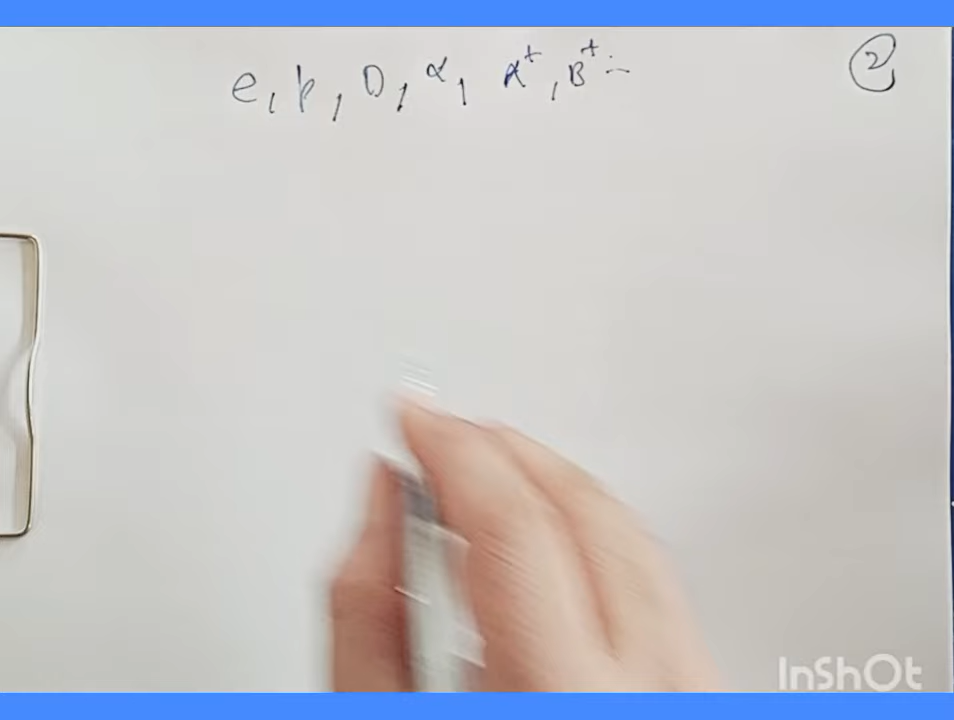 e, p, D, α, A⁺, B⁺ :-
2
InShOt